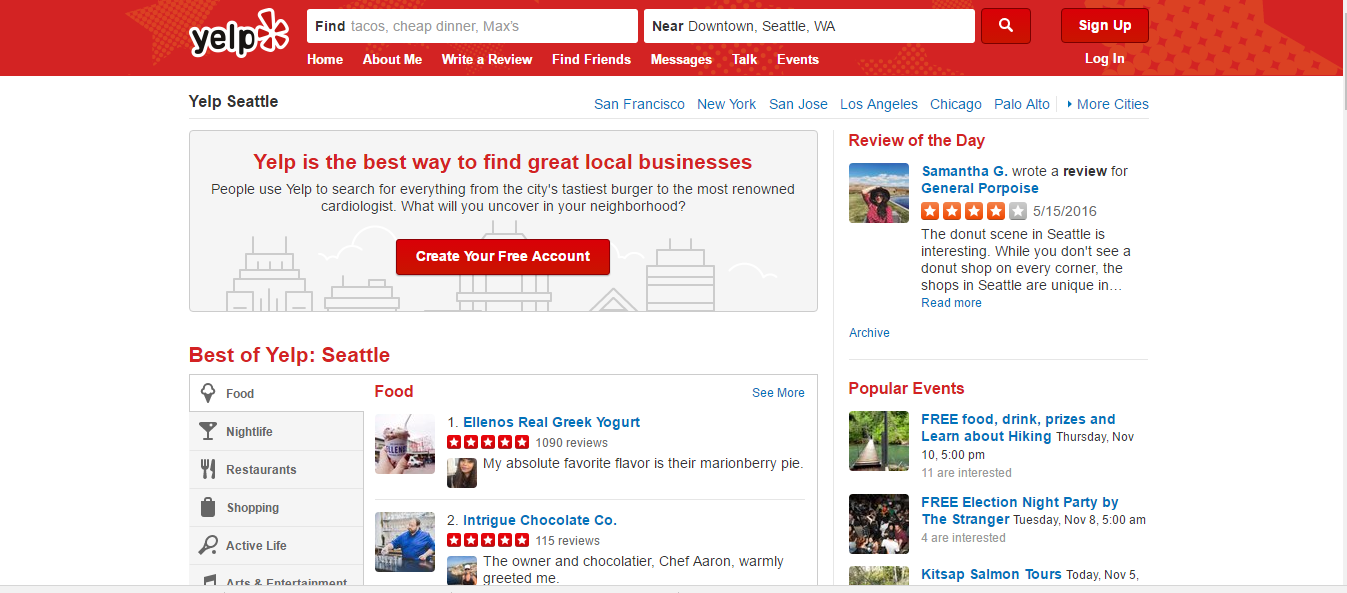 yelp
Find tacos, cheap dinner, Max's
Near Downtown, Seattle, WA
Sign Up
Home About Me Write a Review Find Friends Messages Talk Events
Log In
Yelp Seattle
San Francisco New York San Jose Los Angeles Chicago Palo Alto More Cities
Yelp is the best way to find great local businesses
People use Yelp to search for everything from the city's tastiest burger to the most renowned
cardiologist. What will you uncover in your neighborhood?
Create Your Free Account
Best of Yelp: Seattle
Food
Nightlife
Restaurants
Shopping
Active Life
Arts & Entertainment
Food
See More
1. Ellenos Real Greek Yogurt
1090 reviews
My absolute favorite flavor is their marionberry pie.
2. Intrigue Chocolate Co.
115 reviews
The owner and chocolatier, Chef Aaron, warmly
greeted me.
Review of the Day
Samantha G. wrote a review for
General Porpoise
5/15/2016
The donut scene in Seattle is
interesting. While you don't see a
donut shop on every corner, the
shops in Seattle are unique in…
Read more
Archive
Popular Events
FREE food, drink, prizes and
Learn about Hiking Thursday, Nov
10, 5:00 pm
11 are interested
FREE Election Night Party by
The Stranger Tuesday, Nov 8, 5:00 am
4 are interested
Kitsap Salmon Tours Today, Nov 5,